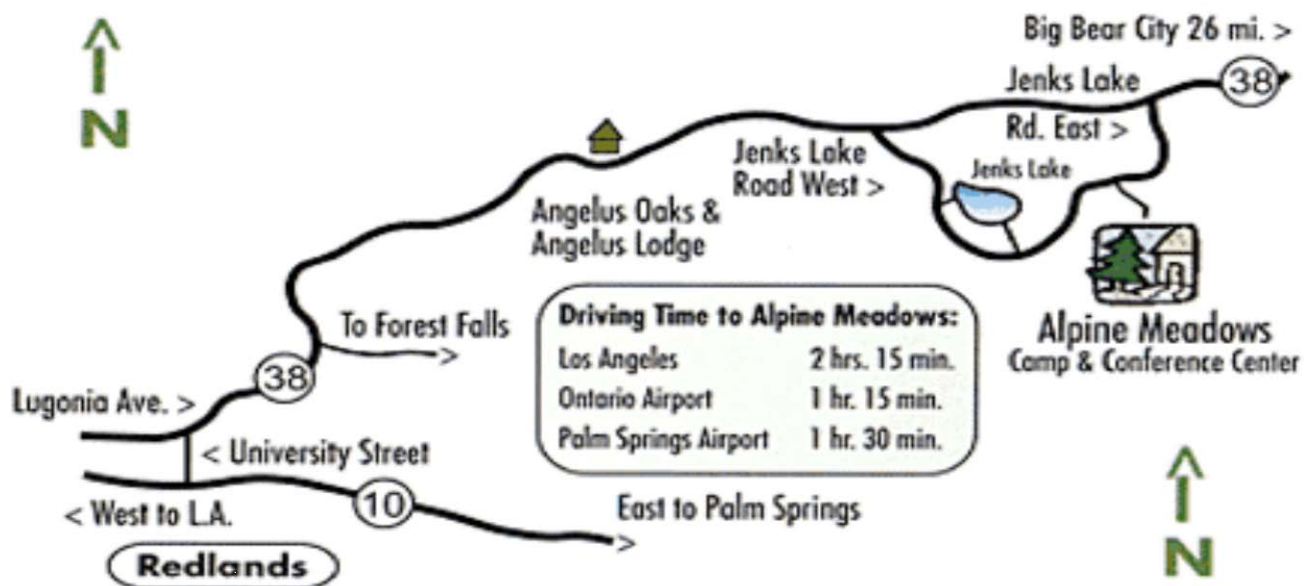 N
Big Bear City 26 mi. >
38
Jenks Lake
Rd. East >
Jenks Lake
Road West >
Jenks Lake
Angelus Oaks &
Angelus Lodge
Alpine Meadows
Camp & Conference Center
To Forest Falls
>
38
Driving Time to Alpine Meadows:
Los Angeles 2 hrs. 15 min.
Ontario Airport 1 hr. 15 min.
Palm Springs Airport 1 hr. 30 min.
Lugonia Ave. >
< University Street
10
< West to L.A.
East to Palm Springs
>
Redlands
N